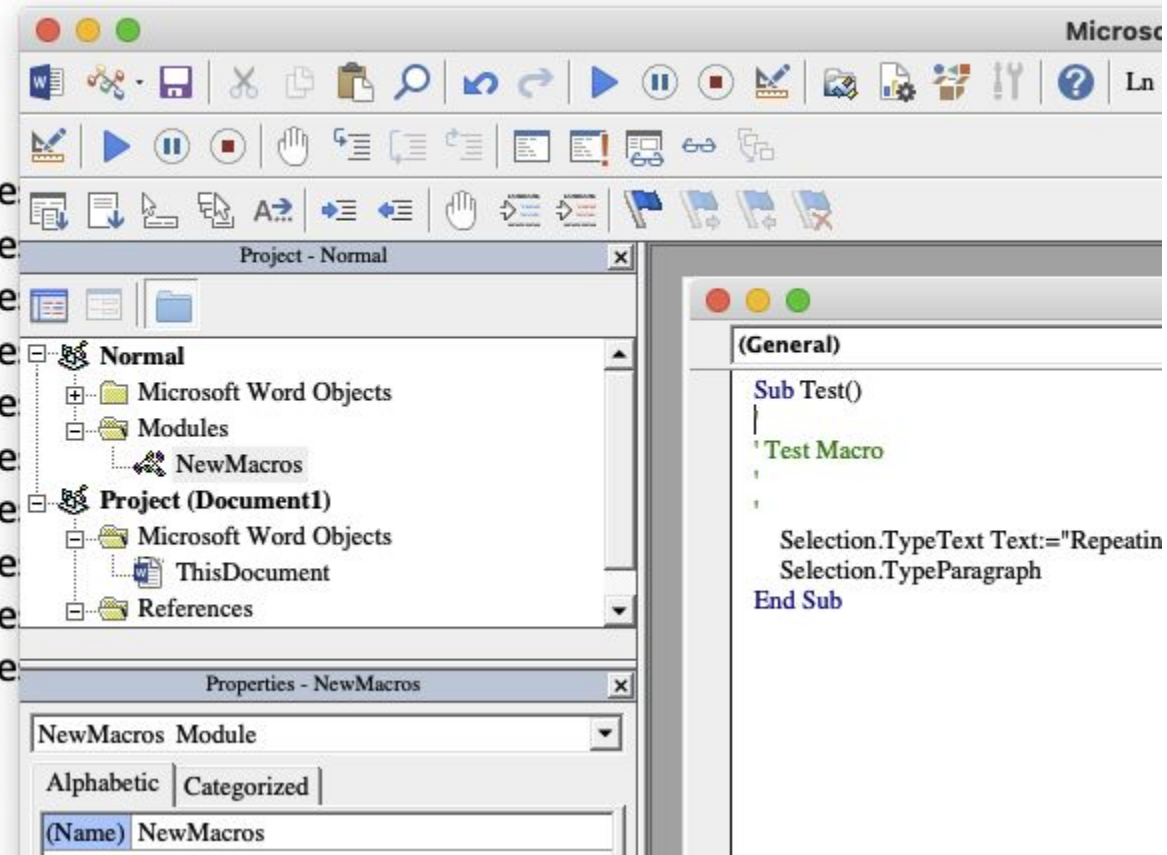 Microso
Ln
Project - Normal
Normal
Microsoft Word Objects
Modules
NewMacros
Project (Document1)
Microsoft Word Objects
ThisDocument
References
Properties - NewMacros
NewMacros Module
Alphabetic Categorized
(Name) NewMacros
(General)
Sub Test()
'
' Test Macro
'
'
Selection.TypeText Text:="Repeatin
Selection.TypeParagraph
End Sub